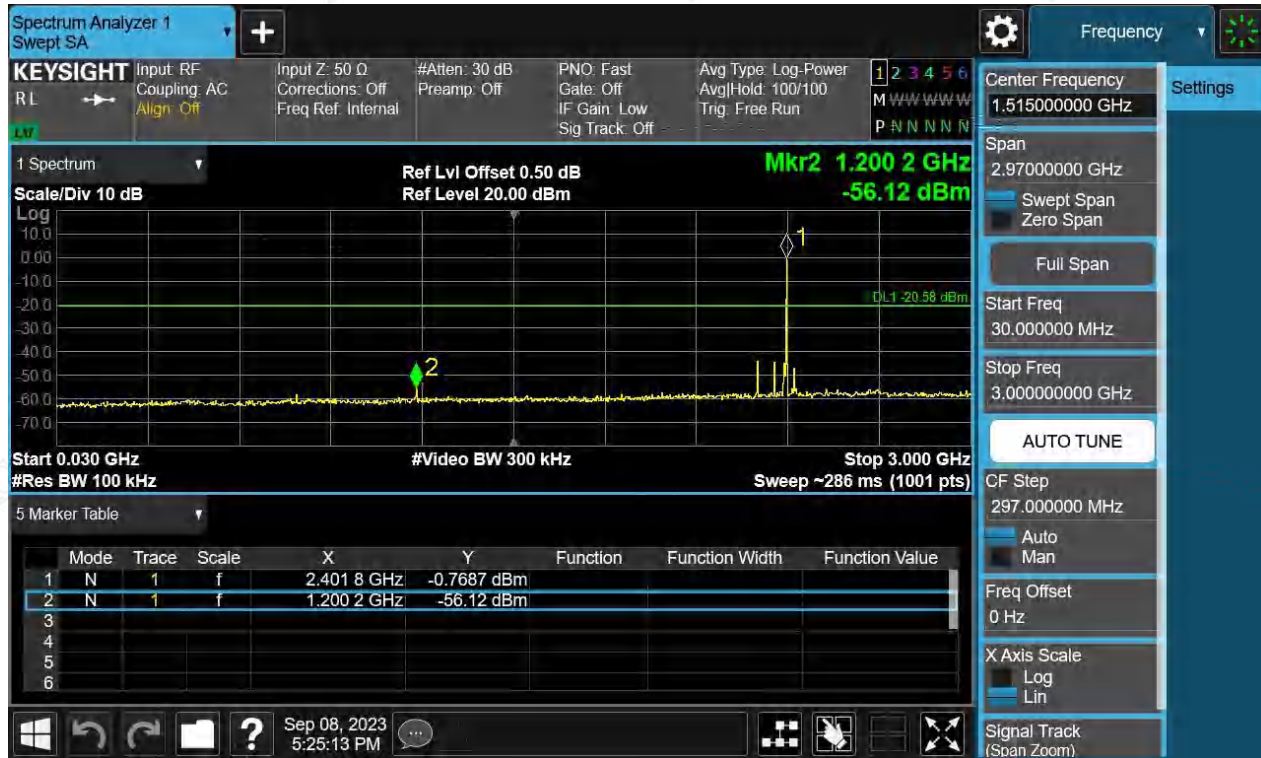 Spectrum Analyzer 1
Swept SA
Frequency
KEYSIGHT
RL
Input: RF
Coupling: AC
Align: Off
Input Z: 50 Ω
Corrections: Off
Freq Ref: Internal
#Atten: 30 dB
Preamp: Off
PNO: Fast
Gate: Off
IF Gain: Low
Sig Track: Off
Avg Type: Log-Power
Avg|Hold: 100/100
Trig: Free Run
1 2 3 4 5 6
M W W W W W
P N N N N N
1 Spectrum
Scale/Div 10 dB
Log
Ref Lvl Offset 0.50 dB
Ref Level 20.00 dBm
Mkr2 1.200 2 GHz
-56.12 dBm
10.0
0.00
-10.0
-20.0
-30.0
-40.0
-50.0
-60.0
-70.0
1
2
DL1 -20.58 dBm
Start 0.030 GHz
#Res BW 100 kHz
#Video BW 300 kHz
Stop 3.000 GHz
Sweep ~286 ms (1001 pts)
5 Marker Table
Mode Trace Scale X Y Function Function Width Function Value
1 N 1 f 2.401 8 GHz -0.7687 dBm
2 N 1 f 1.200 2 GHz -56.12 dBm
3
4
5
6
Sep 08, 2023
5:25:13 PM
?
Center Frequency
1.515000000 GHz
Settings
Span
2.97000000 GHz
Swept Span
Zero Span
Full Span
Start Freq
30.000000 MHz
Stop Freq
3.000000000 GHz
AUTO TUNE
CF Step
297.000000 MHz
Auto
Man
Freq Offset
0 Hz
X Axis Scale
Log
Lin
Signal Track
(Span Zoom)